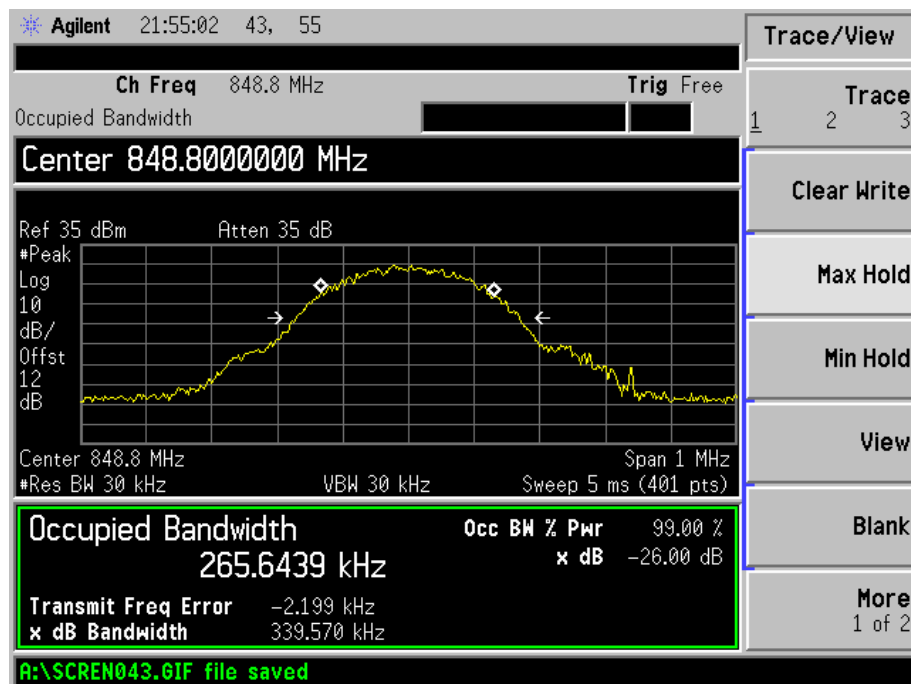 Agilent 21:55:02 43, 55
Trace/View
Ch Freq 848.8 MHz Trig Free
Occupied Bandwidth
Center 848.8000000 MHz
Ref 35 dBm Atten 35 dB
#Peak
Log
10
dB/
Offst
12
dB
Center 848.8 MHz Span 1 MHz
#Res BW 30 kHz VBW 30 kHz Sweep 5 ms (401 pts)
Occupied Bandwidth Occ BW % Pwr 99.00 %
265.6439 kHz x dB -26.00 dB
Transmit Freq Error -2.199 kHz
x dB Bandwidth 339.570 kHz
A:\SCREN043.GIF file saved
Trace
1 2 3
Clear Write
Max Hold
Min Hold
View
Blank
More
1 of 2